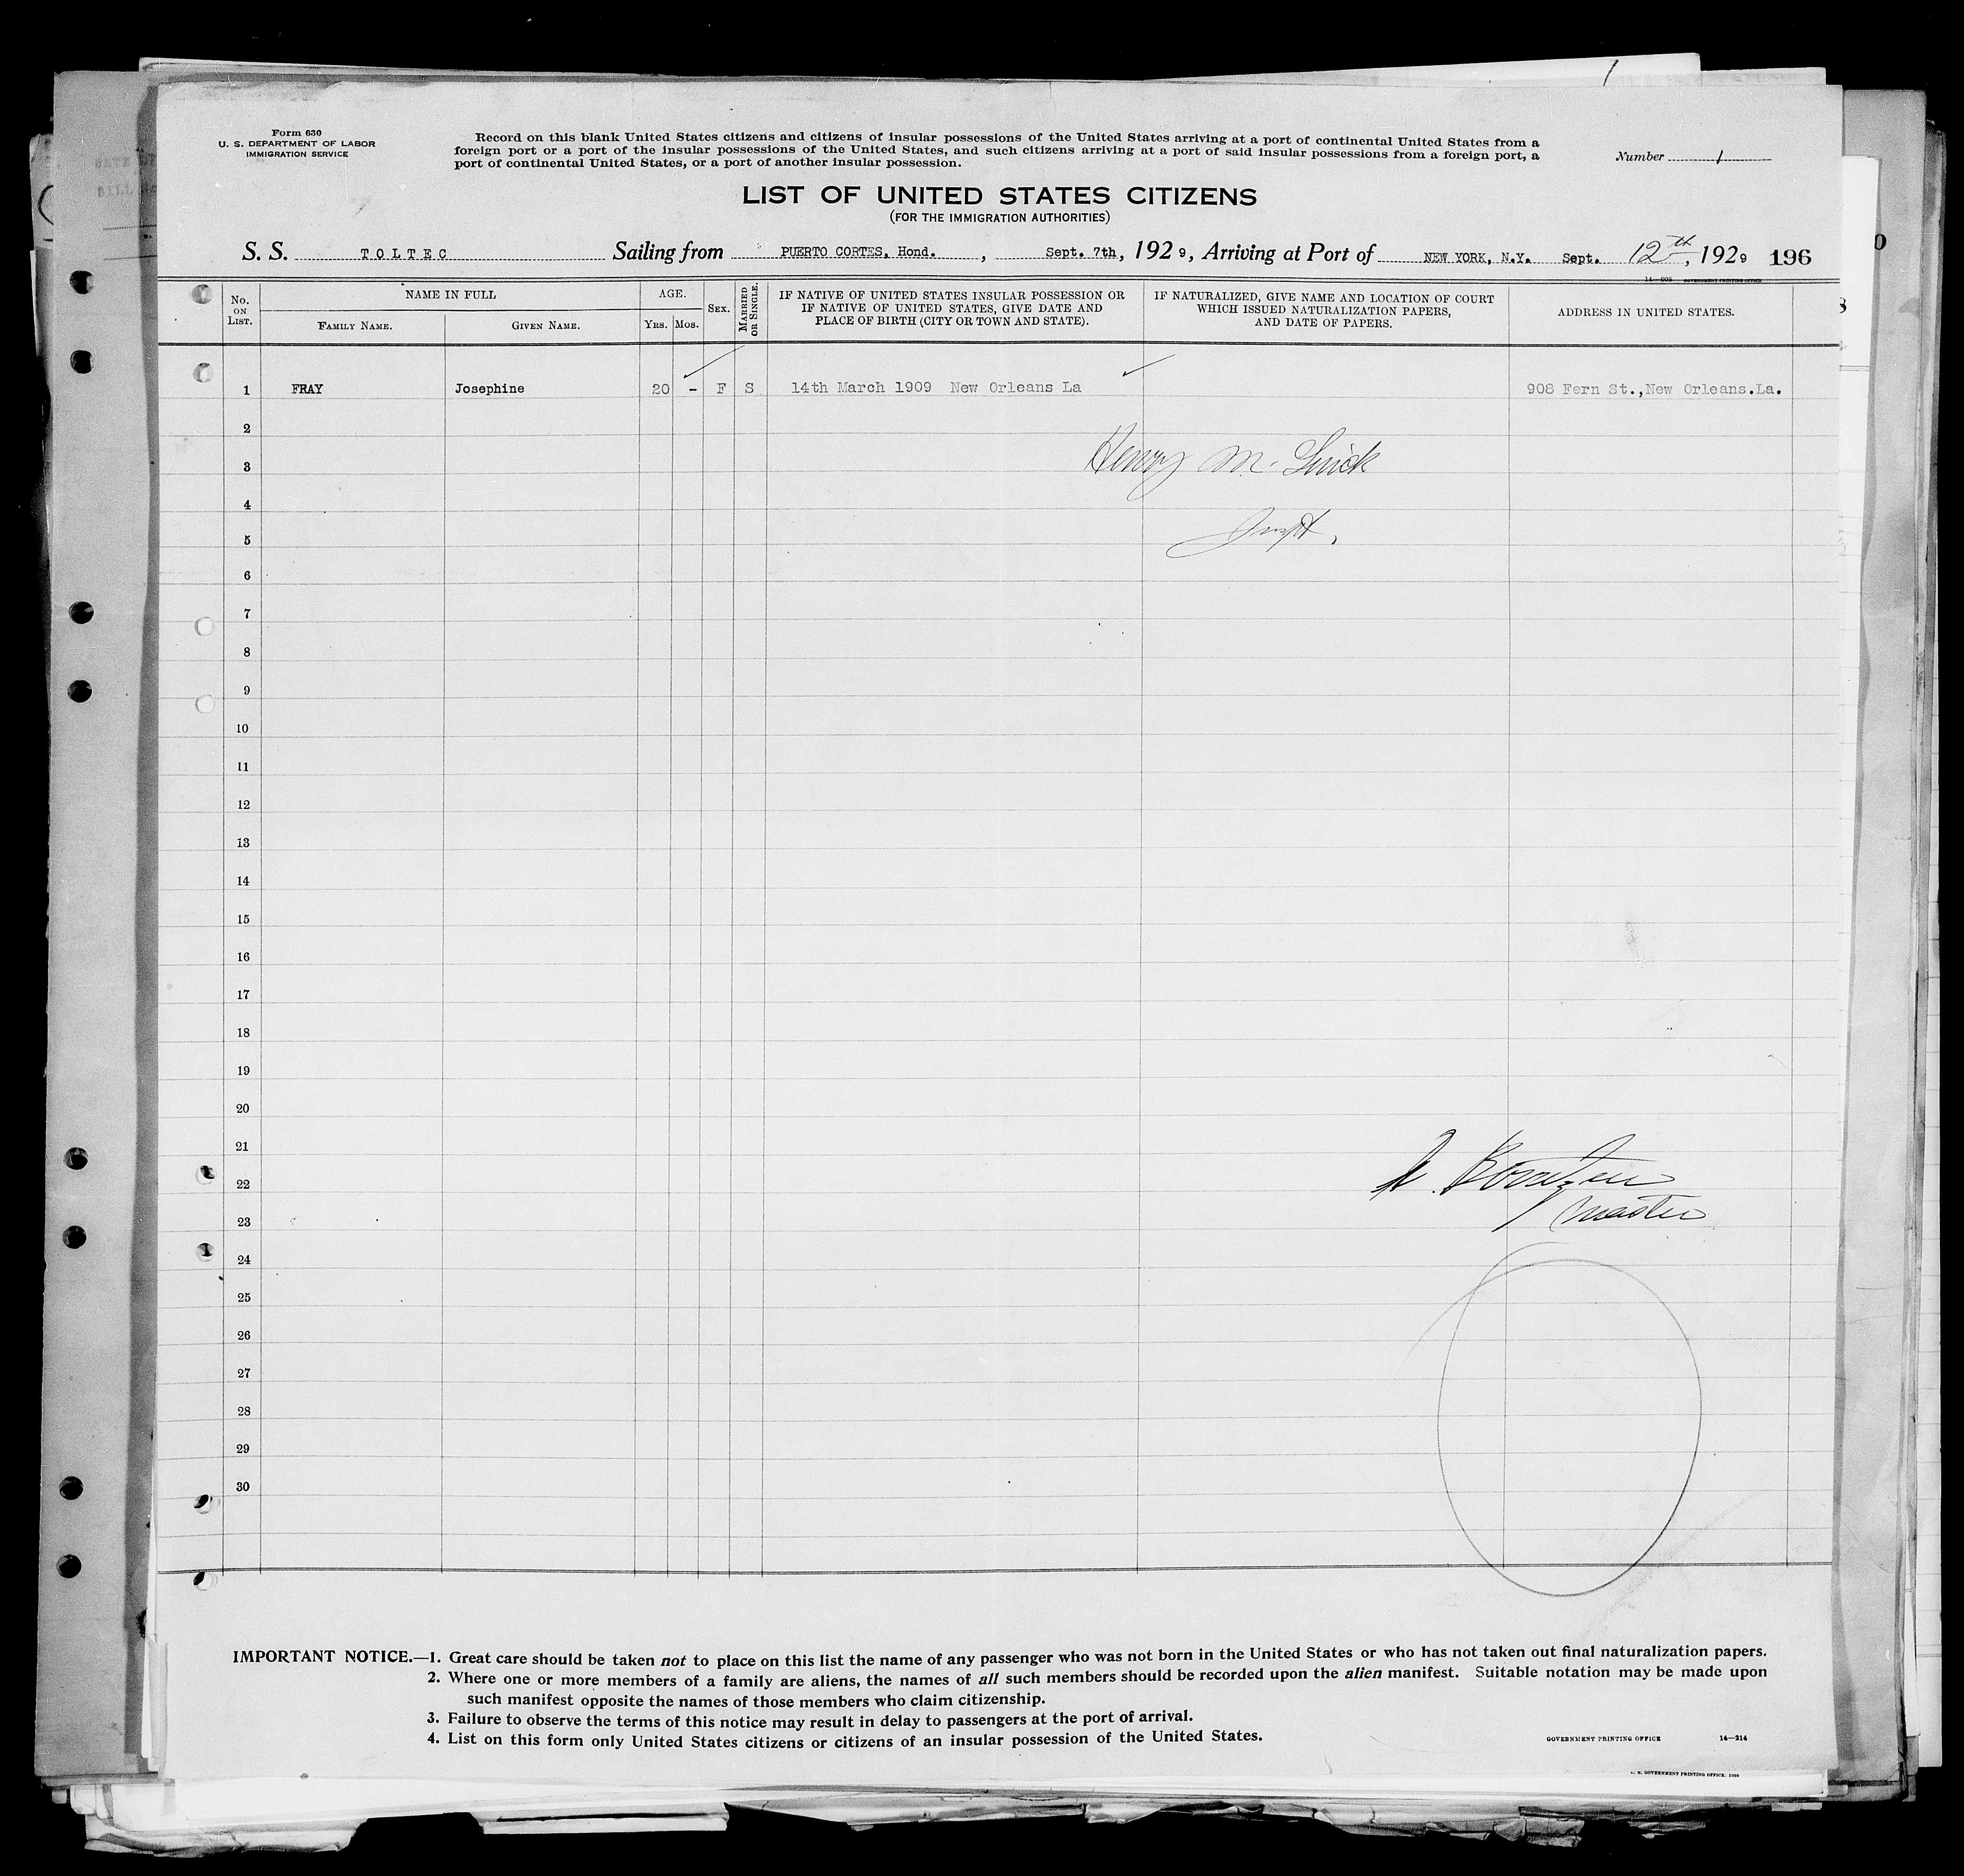 Form 630
U. S. DEPARTMENT OF LABOR
IMMIGRATION SERVICE
Record on this blank United States citizens and citizens of insular possessions of the United States arriving at a port of continental United States from a
foreign port or a port of the insular possessions of the United States, and such citizens arriving at a port of said insular possessions from a foreign port, a
port of continental United States, or a port of another insular possession.
Number 1
LIST OF UNITED STATES CITIZENS
(FOR THE IMMIGRATION AUTHORITIES)
S. S. TOLTEC Sailing from PUERTO CORTES, Hond. , Sept. 7th, 1929, Arriving at Port of NEW YORK, N.Y. Sept. 12th, 1929 196
No. ON LIST.
NAME IN FULL
FAMILY NAME.
GIVEN NAME.
AGE.
YRS.
MOS.
SEX.
MARRIED OR SINGLE.
IF NATIVE OF UNITED STATES INSULAR POSSESSION OR
IF NATIVE OF UNITED STATES, GIVE DATE AND
PLACE OF BIRTH (CITY OR TOWN AND STATE).
IF NATURALIZED, GIVE NAME AND LOCATION OF COURT
WHICH ISSUED NATURALIZATION PAPERS,
AND DATE OF PAPERS.
ADDRESS IN UNITED STATES.
1 FRAY Josephine 20 - F S 14th March 1909 New Orleans La 908 Fern St.,New Orleans.La.
2
Henry M.
3
4
5
6
7
8
9
10
11
12
13
14
15
16
17
18
19
20
21
22
Master
23
24
25
26
27
28
29
30
IMPORTANT NOTICE.—1. Great care should be taken not to place on this list the name of any passenger who was not born in the United States or who has not taken out final naturalization papers.
2. Where one or more members of a family are aliens, the names of all such members should be recorded upon the alien manifest. Suitable notation may be made upon
such manifest opposite the names of those members who claim citizenship.
3. Failure to observe the terms of this notice may result in delay to passengers at the port of arrival.
4. List on this form only United States citizens or citizens of an insular possession of the United States.
GOVERNMENT PRINTING OFFICE 14—214